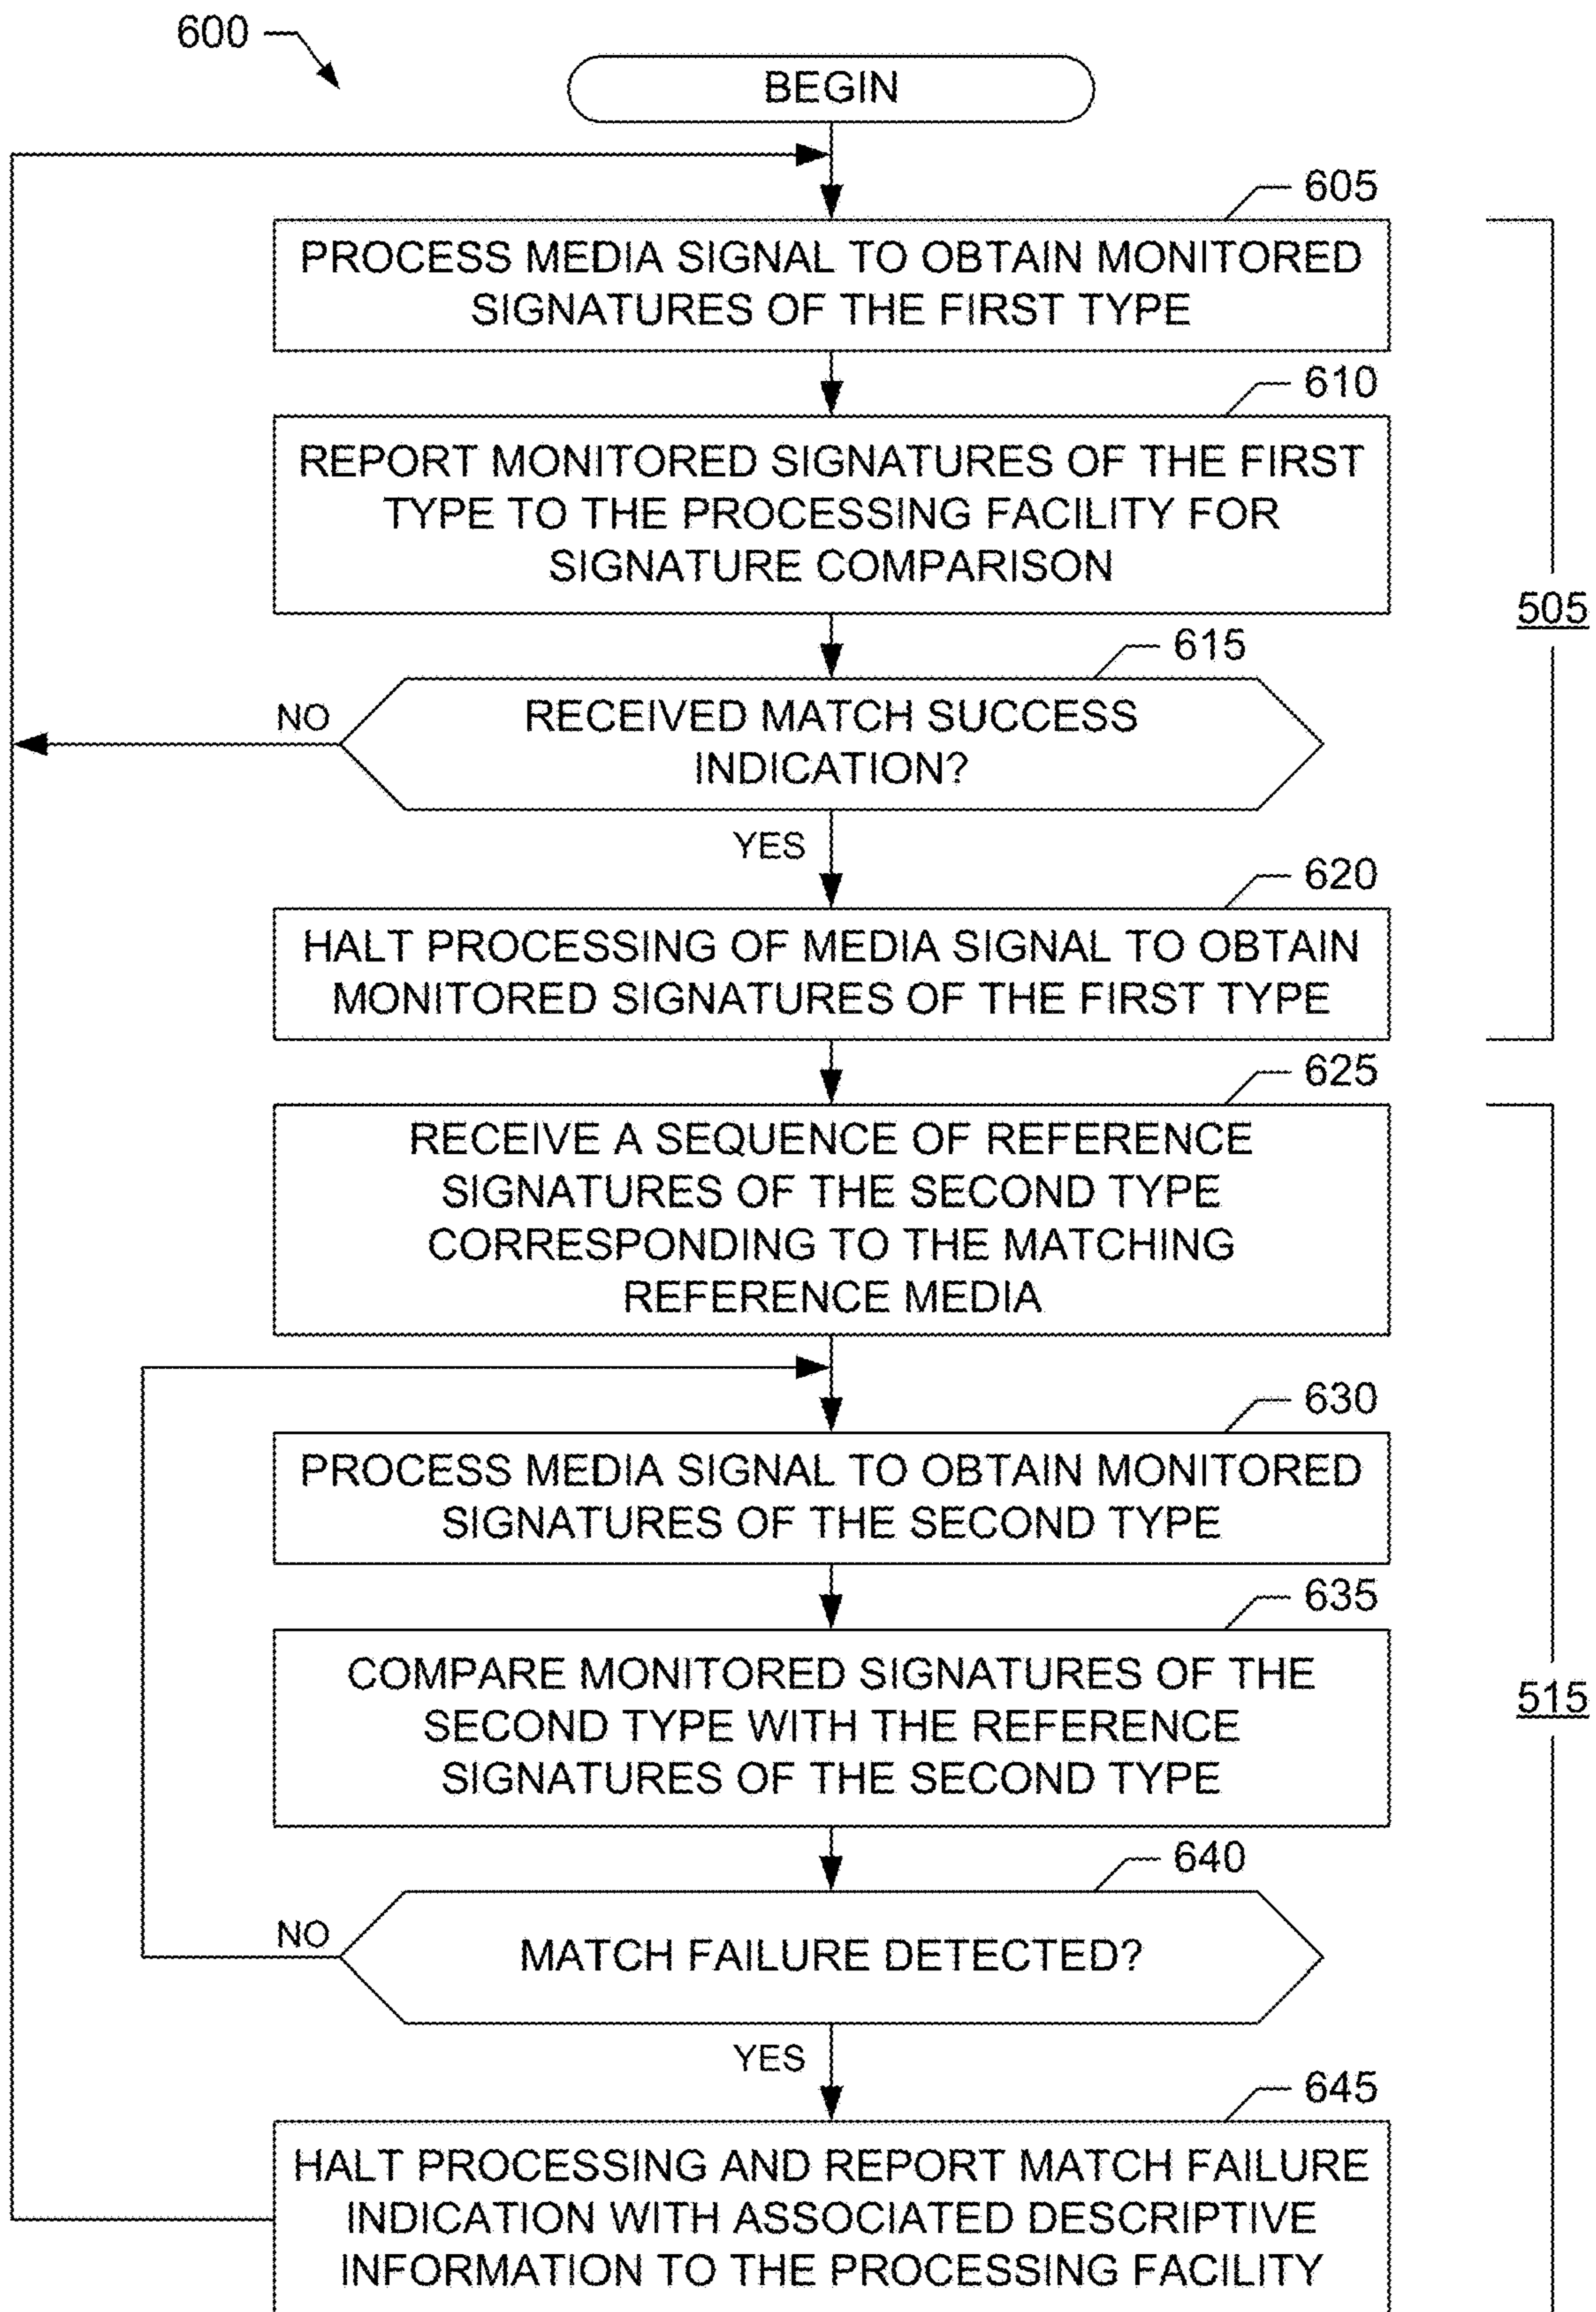 600
BEGIN
605
PROCESS MEDIA SIGNAL TO OBTAIN MONITORED
SIGNATURES OF THE FIRST TYPE
610
REPORT MONITORED SIGNATURES OF THE FIRST
TYPE TO THE PROCESSING FACILITY FOR
SIGNATURE COMPARISON
505
615
NO
RECEIVED MATCH SUCCESS
INDICATION?
YES
620
HALT PROCESSING OF MEDIA SIGNAL TO OBTAIN
MONITORED SIGNATURES OF THE FIRST TYPE
625
RECEIVE A SEQUENCE OF REFERENCE
SIGNATURES OF THE SECOND TYPE
CORRESPONDING TO THE MATCHING
REFERENCE MEDIA
630
PROCESS MEDIA SIGNAL TO OBTAIN MONITORED
SIGNATURES OF THE SECOND TYPE
635
COMPARE MONITORED SIGNATURES OF THE
SECOND TYPE WITH THE REFERENCE
SIGNATURES OF THE SECOND TYPE
515
640
NO
MATCH FAILURE DETECTED?
YES
645
HALT PROCESSING AND REPORT MATCH FAILURE
INDICATION WITH ASSOCIATED DESCRIPTIVE
INFORMATION TO THE PROCESSING FACILITY